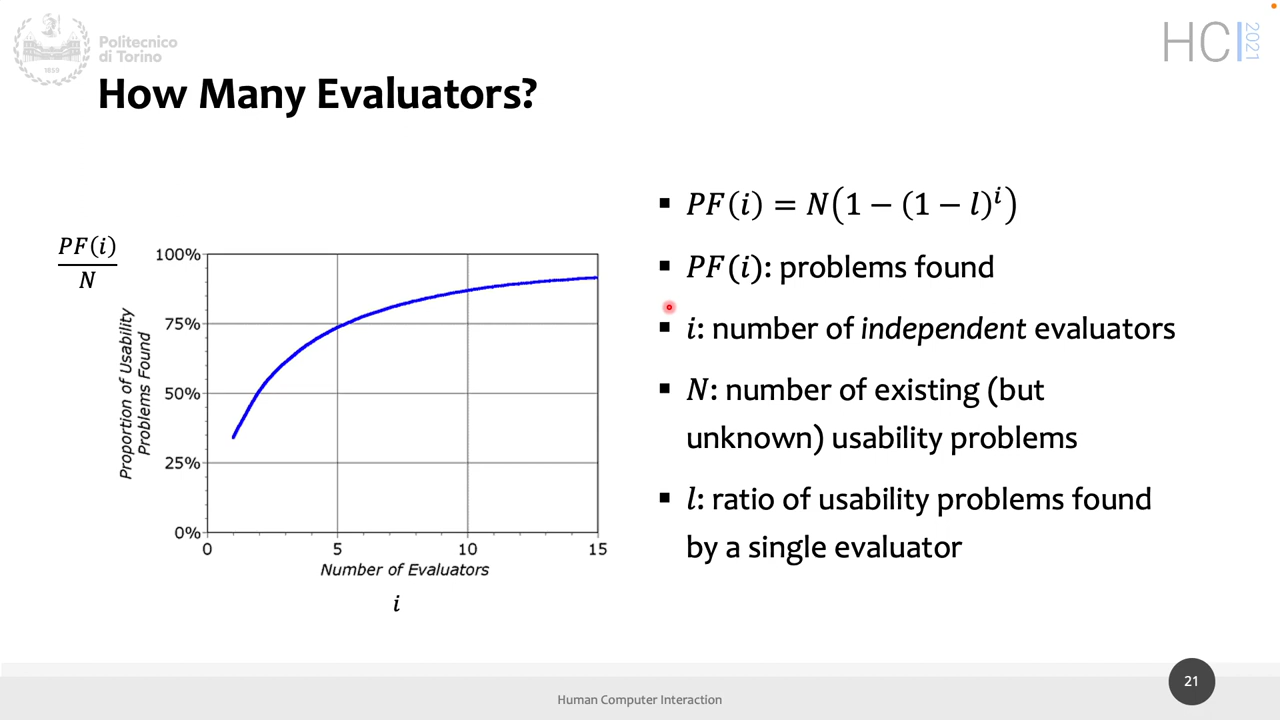 Politecnico
di Torino
1859
HCI
2021
How Many Evaluators?
PF(i)
N
Proportion of Usability
Problems Found
100%
75%
50%
25%
0%
0 5 10 15
Number of Evaluators
i
▪ PF(i) = N(1 − (1 − l)^i)
▪ PF(i): problems found
▪ i: number of independent evaluators
▪ N: number of existing (but
unknown) usability problems
▪ l: ratio of usability problems found
by a single evaluator
Human Computer Interaction
21